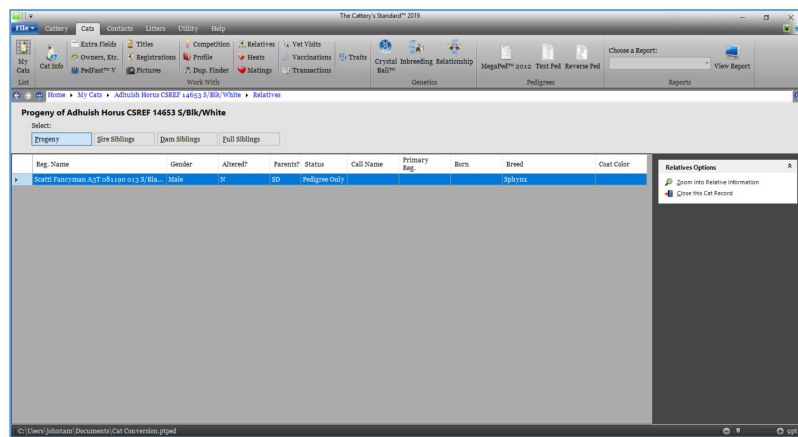 The Cattery's Standard™ 2019
File Cattery Cats Contacts Litters Utility Help
My Cats
List
Cat Info
Extra Fields
Owners, Etc.
PedFast™ V
Titles
Registrations
Pictures
Competition
Profile
Dup. Finder
Relatives
Heats
Matings
Vet Visits
Vaccinations
Transactions
Traits
Work With
Crystal Ball™
Inbreeding
Relationship
Genetics
MegaPed™ 2012
Text Ped
Reverse Ped
Pedigrees
Choose a Report:
View Report
Reports
Home My Cats Adhuish Horus CSREF 14653 S/Blk/White Relatives
Progeny of Adhuish Horus CSREF 14653 S/Blk/White
Select:
Progeny Sire Siblings Dam Siblings Full Siblings
Reg. Name Gender Altered? Parents? Status Call Name Primary Reg. Born Breed Coat Color
Scatti Fancyman A3T 081190 013 S/Bla... Male N SD Pedigree Only Sphynx
Relatives Options
Zoom into Relative Information
Close this Cat Record
C:\Users\johntam\Documents\Cat Conversion.ptped
opt